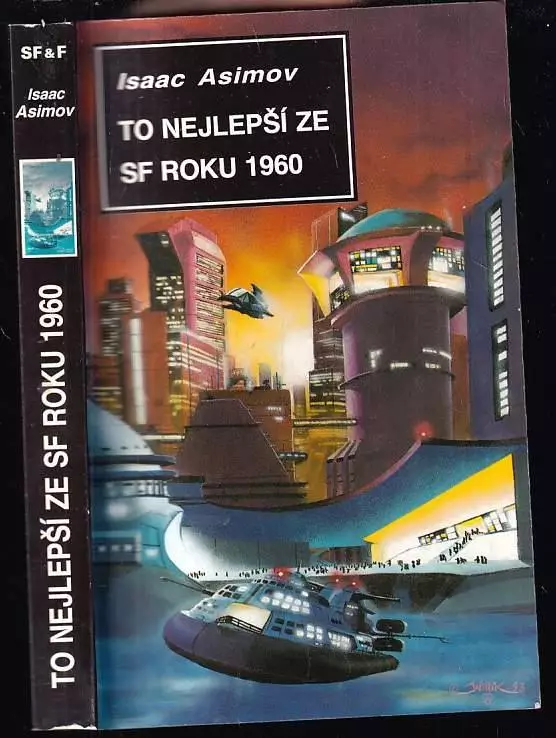 SF & F
Isaac
Asimov
TO NEJLEPŠÍ ZE SF ROKU 1960
Isaac Asimov
TO NEJLEPŠÍ ZE
SF ROKU 1960